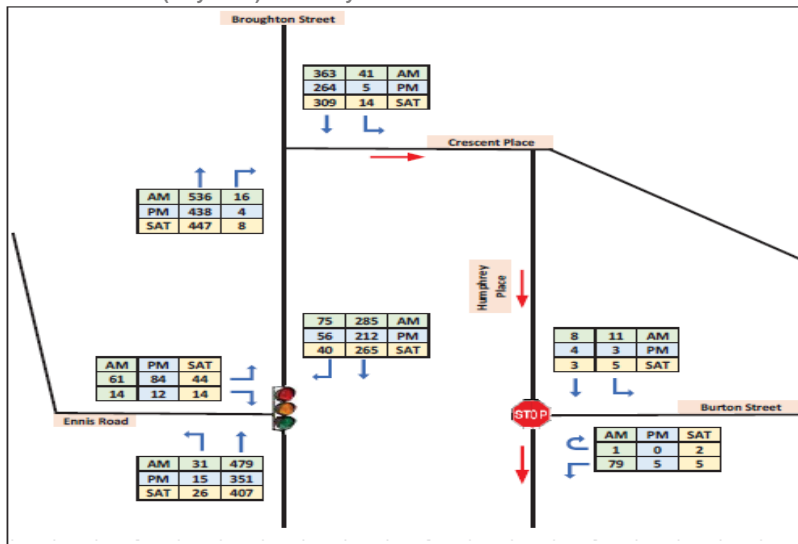 Broughton Street
363 41 AM
264 5 PM
309 14 SAT
Crescent Place
AM 536 16
PM 438 4
SAT 447 8
Humphrey
Place
75 285 AM
56 212 PM
40 265 SAT
8 11 AM
4 3 PM
3 5 SAT
AM PM SAT
61 84 44
14 12 14
Ennis Road
STOP
Burton Street
AM PM SAT
1 0 2
79 5 5
AM 31 479
PM 15 351
SAT 26 407